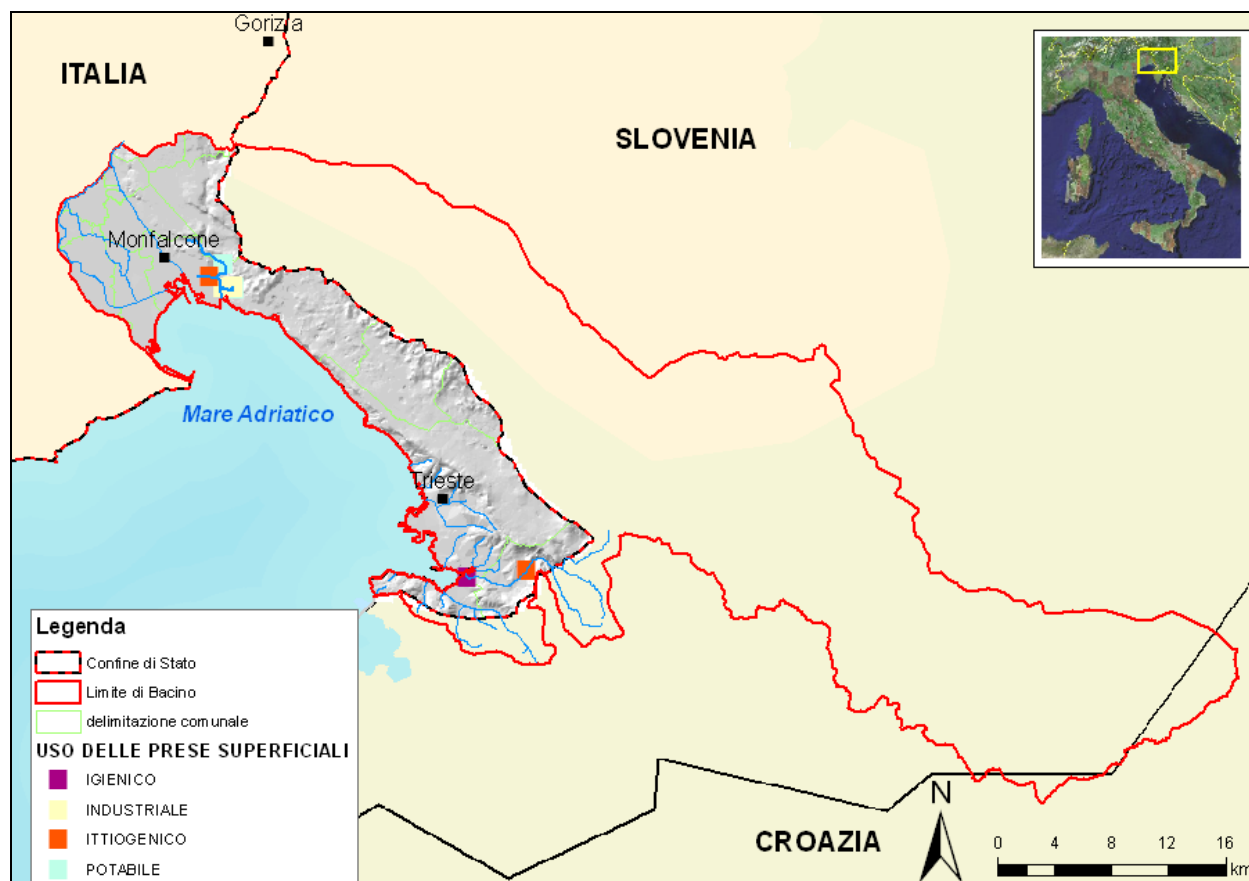 Gorizia
ITALIA
SLOVENIA
Monfalcone
Mare Adriatico
Trieste
Legenda
Confine di Stato
Limite di Bacino
delimitazione comunale
USO DELLE PRESE SUPERFICIALI
IGIENICO
INDUSTRIALE
ITTIOGENICO
POTABILE
CROAZIA
N
0 4 8 12 16
km